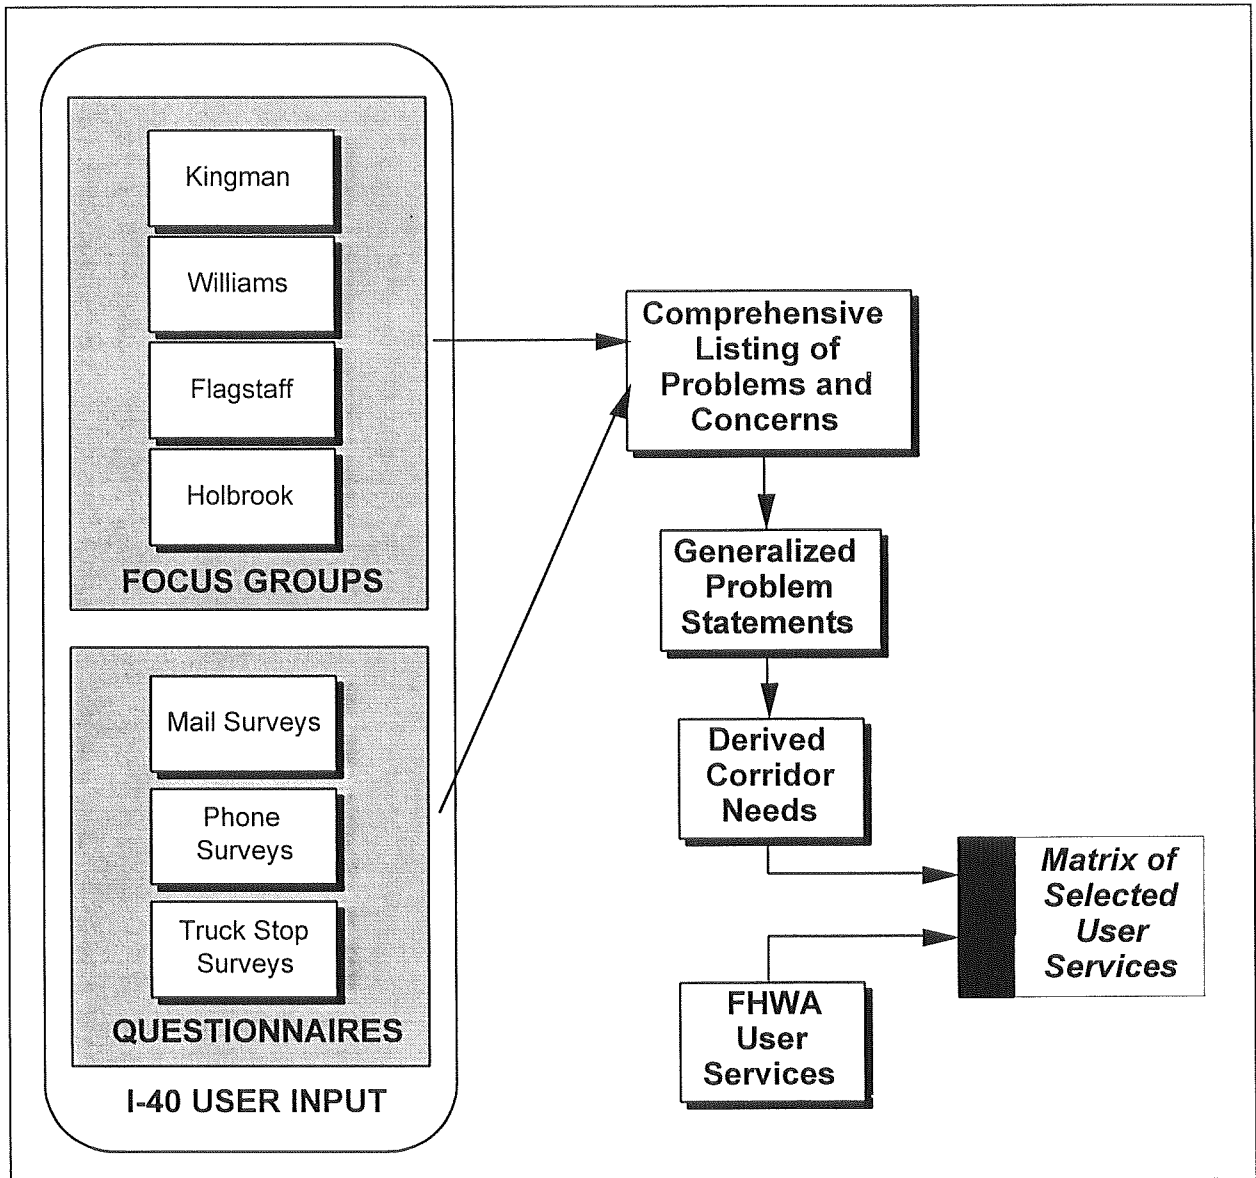 Kingman
Williams
Flagstaff
Holbrook
FOCUS GROUPS
Mail Surveys
Phone
Surveys
Truck Stop
Surveys
QUESTIONNAIRES
I-40 USER INPUT
Comprehensive
Listing of
Problems and
Concerns
Generalized
Problem
Statements
Derived
Corridor
Needs
FHWA
User
Services
Matrix of
Selected
User
Services